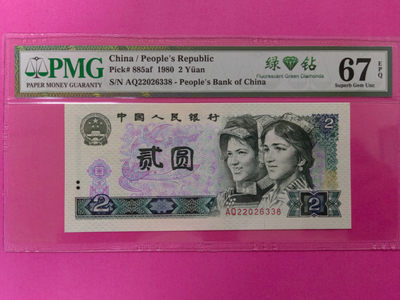 PMG
PAPER MONEY GUARANTY
China / People's Republic
Pick# 885af 1980 2 Yüan
S/N AQ22026338 - People's Bank of China
绿 钻
Fluorescent Green Diamonds
67 EPQ
Superb Gem Unc
中国人民银行
2
贰圆
AQ22026338
2
2